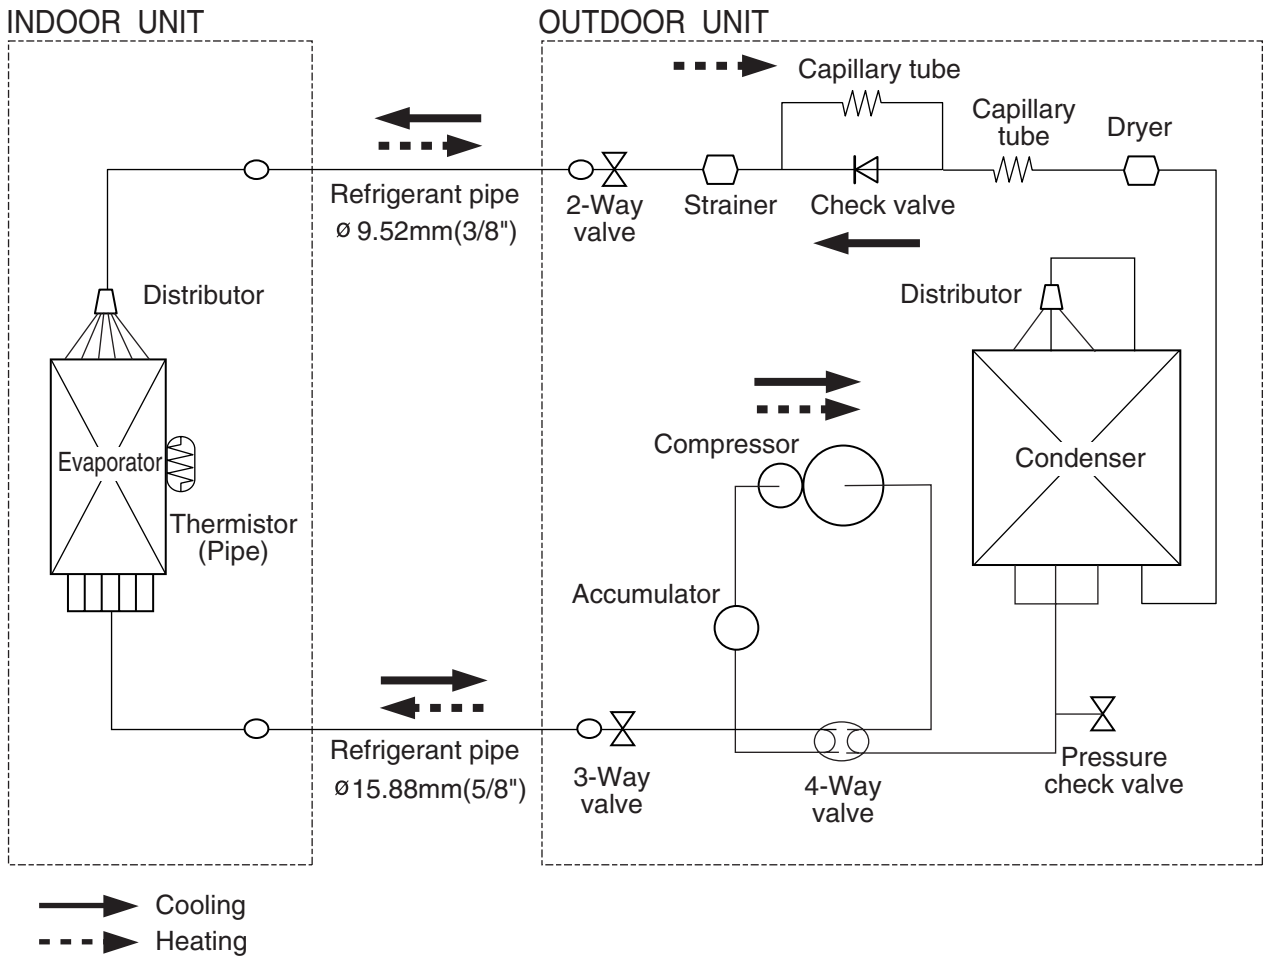 INDOOR UNIT
OUTDOOR UNIT
Capillary tube
Capillary
tube
Dryer
Refrigerant pipe
ø 9.52mm(3/8")
2-Way
valve
Strainer
Check valve
Distributor
Distributor
Evaporator
Thermistor
(Pipe)
Compressor
Condenser
Accumulator
Refrigerant pipe
ø15.88mm(5/8")
3-Way
valve
4-Way
valve
Pressure
check valve
Cooling
Heating